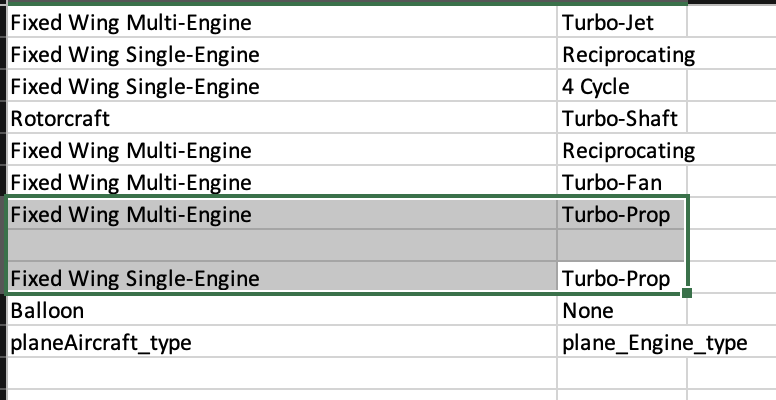 Fixed Wing Multi-Engine Turbo-Jet
Fixed Wing Single-Engine Reciprocating
Fixed Wing Single-Engine 4 Cycle
Rotorcraft Turbo-Shaft
Fixed Wing Multi-Engine Reciprocating
Fixed Wing Multi-Engine Turbo-Fan
Fixed Wing Multi-Engine Turbo-Prop
Fixed Wing Single-Engine Turbo-Prop
Balloon None
planeAircraft_type plane_Engine_type